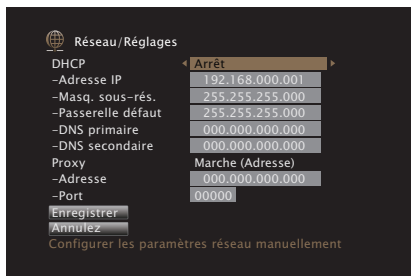 Réseau/Réglages
DHCP Arrêt
-Adresse IP 192.168.000.001
-Masq. sous-rés. 255.255.255.000
-Passerelle défaut 255.255.255.000
-DNS primaire 000.000.000.000
-DNS secondaire 000.000.000.000
Proxy Marche (Adresse)
-Adresse 000.000.000.000
-Port 00000
Enregistrer
Annulez
Configurer les paramètres réseau manuellement